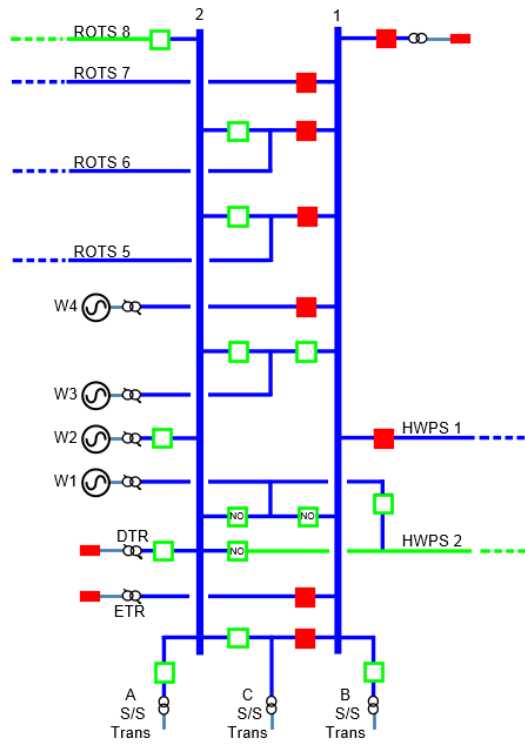 2
1
ROTS 8
ROTS 7
ROTS 6
ROTS 5
W4
W3
W2
HWPS 1
W1
NO
NO
DTR
NO
HWPS 2
ETR
A
S/S
Trans
C
S/S
Trans
B
S/S
Trans